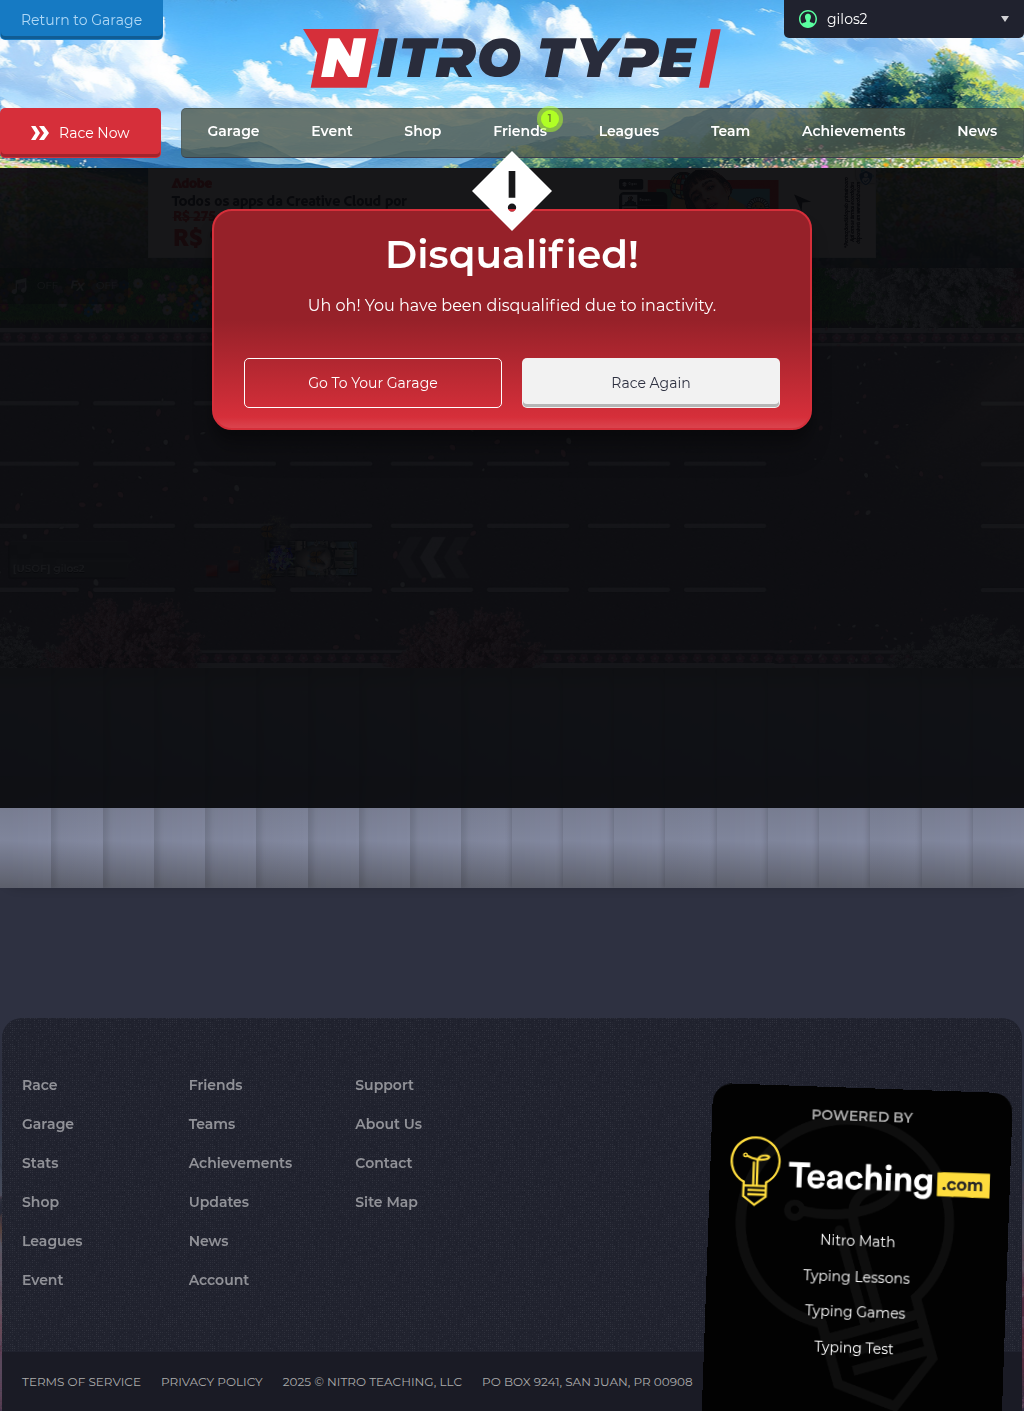 Return to Garage
gilos2
NITRO TYPE
Race Now
Garage
Event
Shop
Friends
1
Leagues
Team
Achievements
News
Adobe
Todos os apps da Creative Cloud por
!
Disqualified!
Uh oh! You have been disqualified due to inactivity.
Go To Your Garage
Race Again
gilos2
Race
Garage
Stats
Shop
Leagues
Event
Friends
Teams
Achievements
Updates
News
Account
Support
About Us
Contact
Site Map
POWERED BY
Teaching.com
Nitro Math
Typing Lessons
Typing Games
Typing Test
TERMS OF SERVICE
PRIVACY POLICY
2025 © NITRO TEACHING, LLC
PO BOX 9241, SAN JUAN, PR 00908